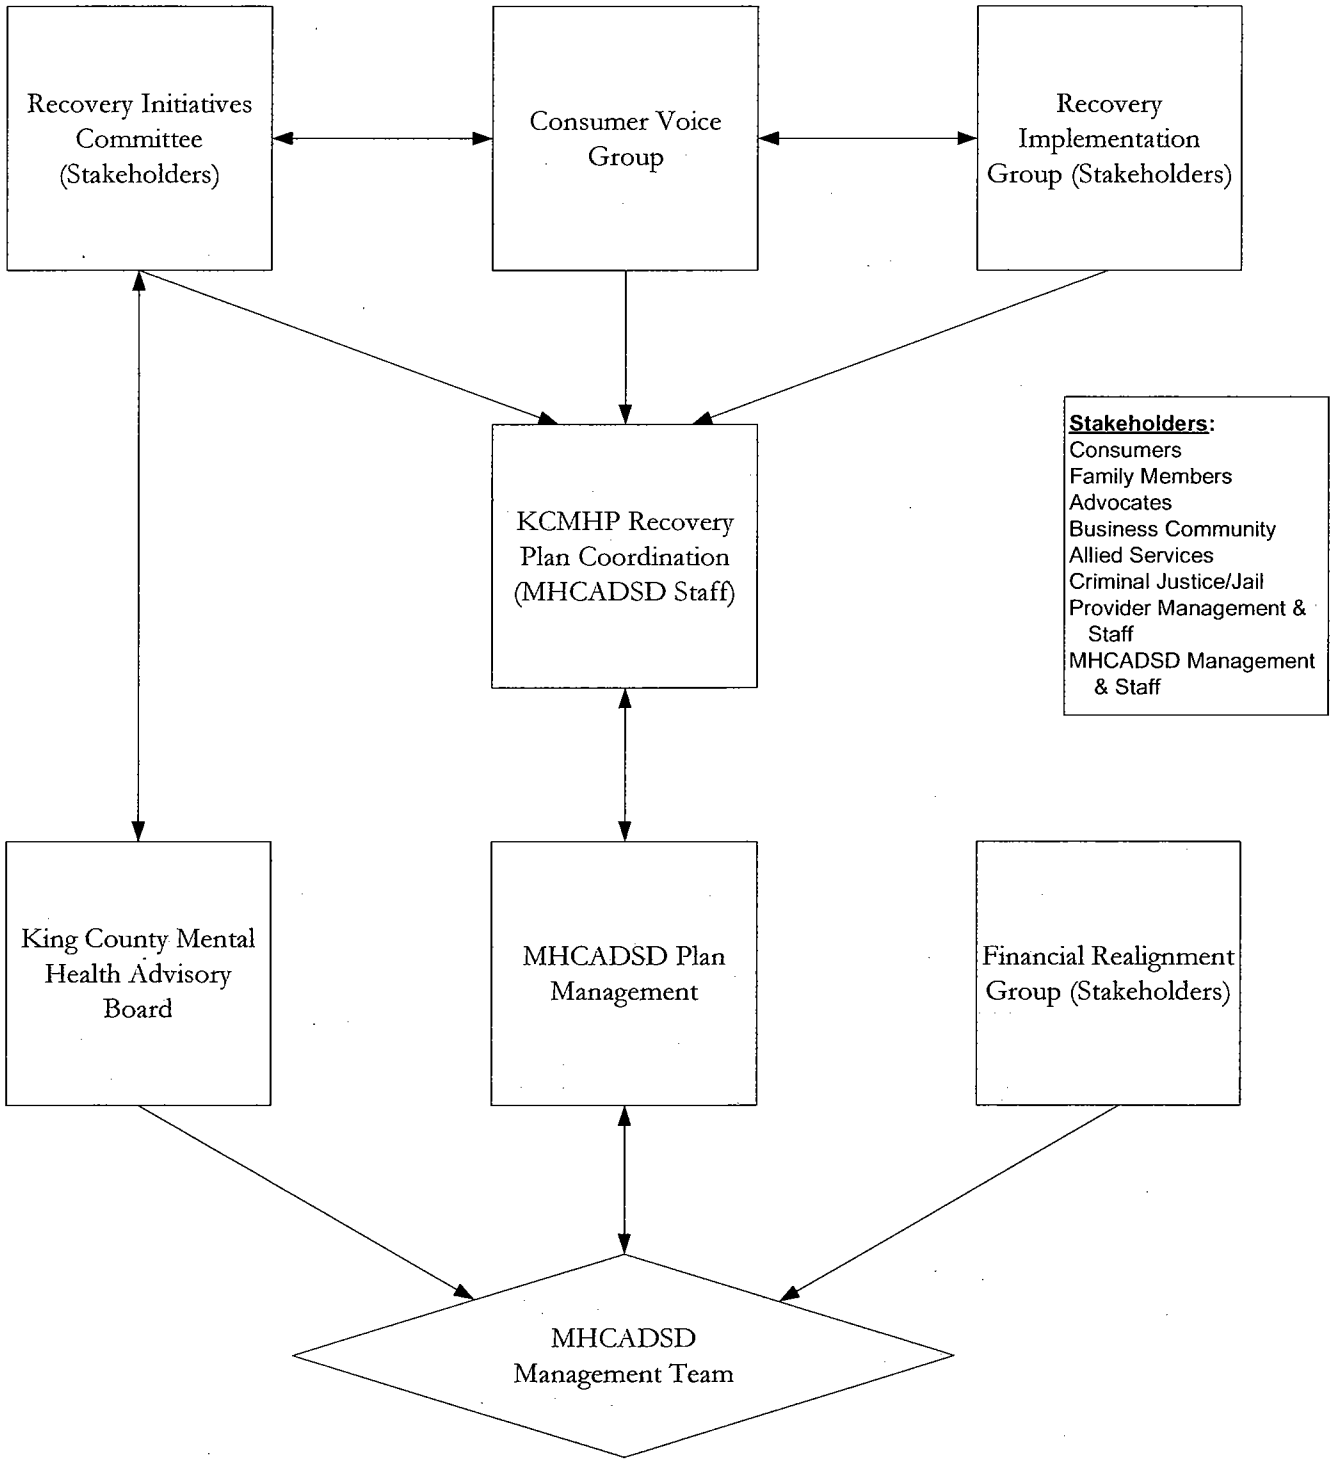 Recovery Initiatives
Committee
(Stakeholders)
Consumer Voice
Group
Recovery
Implementation
Group (Stakeholders)
KCMHP Recovery
Plan Coordination
(MHCADSD Staff)
Stakeholders:
Consumers
Family Members
Advocates
Business Community
Allied Services
Criminal Justice/Jail
Provider Management &
Staff
MHCADSD Management
& Staff
King County Mental
Health Advisory
Board
MHCADSD Plan
Management
Financial Realignment
Group (Stakeholders)
MHCADSD
Management Team